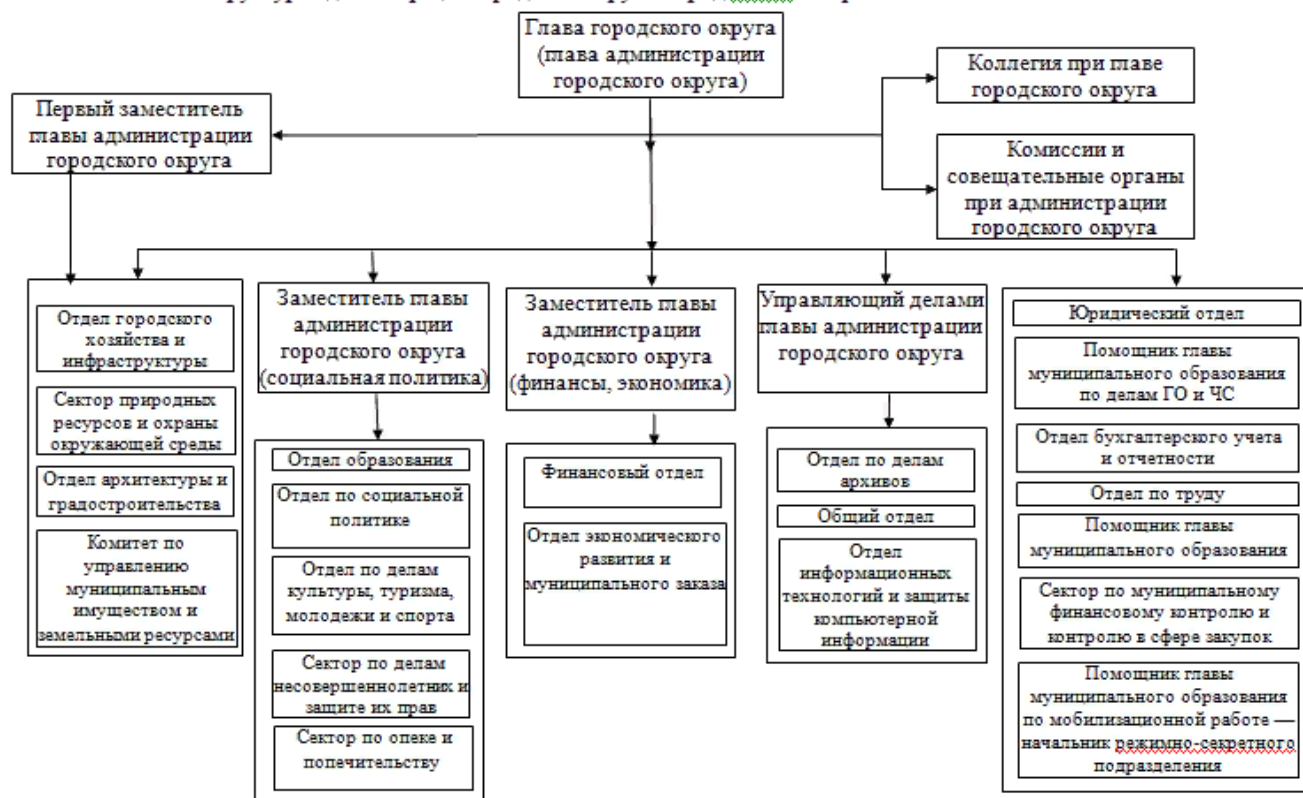 Глава городского округа
(глава администрации
городского округа)
Коллегия при главе
городского округа
Первый заместитель
главы администрации
городского округа
Комиссии и
совещательные органы
при администрации
городского округа
Отдел городского
хозяйства и
инфраструктуры
Сектор природных
ресурсов и охраны
окружающей среды
Отдел архитектуры и
градостроительства
Комитет по
управлению
муниципальным
имуществом и
земельными ресурсами
Заместитель главы
администрации
городского округа
(социальная политика)
Отдел образования
Отдел по социальной
политике
Отдел по делам
культуры, туризма,
молодежи и спорта
Сектор по делам
несовершеннолетних и
защите их прав
Сектор по опеке и
попечительству
Заместитель главы
администрации
городского округа
(финансы, экономика)
Финансовый отдел
Отдел экономического
развития и
муниципального заказа
Управляющий делами
главы администрации
городского округа
Отдел по делам
архивов
Общий отдел
Отдел
информационных
технологий и защиты
компьютерной
информации
Юридический отдел
Помощник главы
муниципального образования
по делам ГО и ЧС
Отдел бухгалтерского учета
и отчетности
Отдел по труду
Помощник главы
муниципального образования
Сектор по муниципальному
финансовому контролю и
контролю в сфере закупок
Помощник главы
муниципального образования
по мобилизационной работе —
начальник режимно-секретного
подразделения